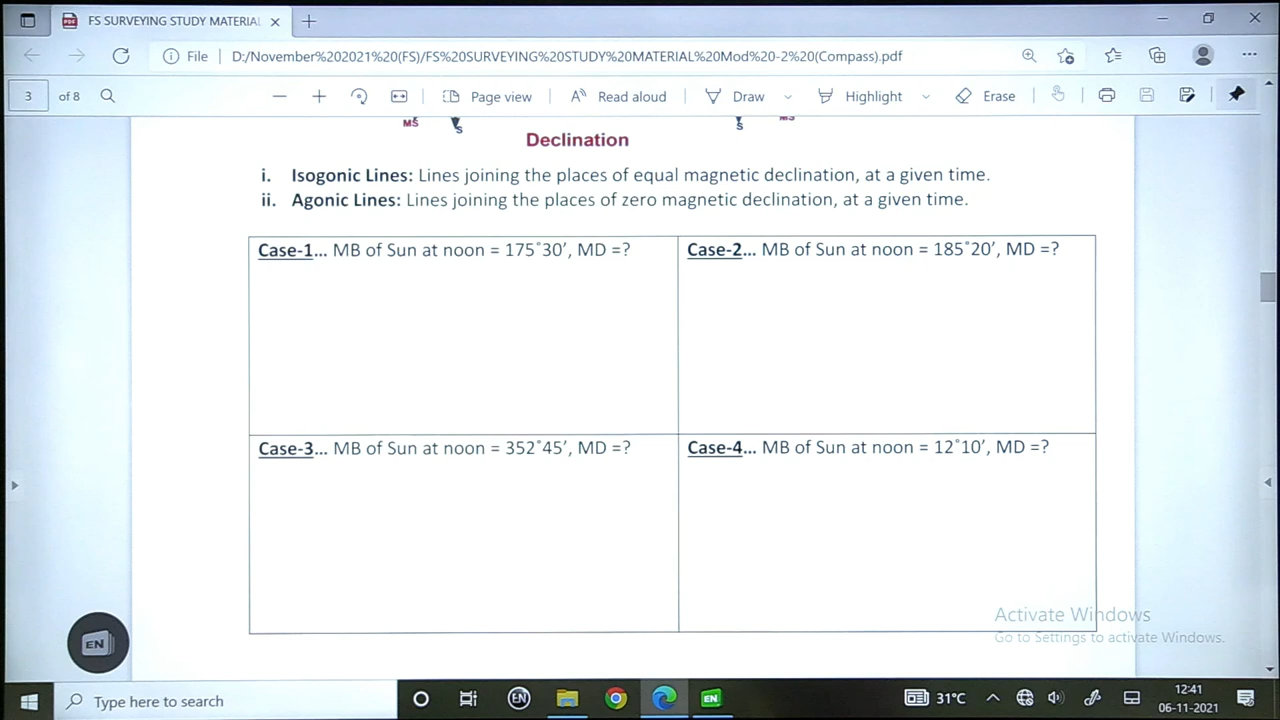 FS SURVEYING STUDY MATERIAL
File
D:/November%202021%20(FS)/FS%20SURVEYING%20STUDY%20MATERIAL%20Mod%20-2%20(Compass).pdf
3 of 8
Page view
Read aloud
Draw
Highlight
Erase
MS S S MS
Declination
i. Isogonic Lines: Lines joining the places of equal magnetic declination, at a given time.
ii. Agonic Lines: Lines joining the places of zero magnetic declination, at a given time.
Case-1... MB of Sun at noon = 175˚30′, MD =?
Case-2... MB of Sun at noon = 185˚20′, MD =?
Case-3... MB of Sun at noon = 352˚45′, MD =?
Case-4... MB of Sun at noon = 12˚10′, MD =?
Activate Windows
Go to Settings to activate Windows.
EN
Type here to search
EN
EN
31°C
12:41
06-11-2021